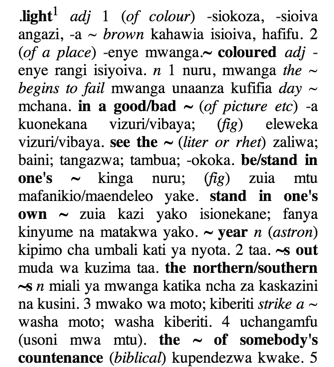 .light¹ adj 1 (of colour) -siokoza, -sioiva
angazi, -a ~ brown kahawia isioiva, hafifu. 2
(of a place) -enye mwanga.~ coloured adj -
enye rangi isiyoiva. n 1 nuru, mwanga the ~
begins to fail mwanga unaanza kufifia day ~
mchana. in a good/bad ~ (of picture etc) -a
kuonekana vizuri/vibaya; (fig) eleweka
vizuri/vibaya. see the ~ (liter or rhet) zaliwa;
baini; tangazwa; tambua; -okoka. be/stand in
one's ~ kinga nuru; (fig) zuia mtu
mafanikio/maendeleo yake. stand in one's
own ~ zuia kazi yako isionekane; fanya
kinyume na matakwa yako. ~ year n (astron)
kipimo cha umbali kati ya nyota. 2 taa. ~s out
muda wa kuzima taa. the northern/southern
~s n miali ya mwanga katika ncha za kaskazini
na kusini. 3 mwako wa moto; kiberiti strike a ~
washa moto; washa kiberiti. 4 uchangamfu
(usoni mwa mtu). the ~ of somebody's
countenance (biblical) kupendezwa kwake. 5